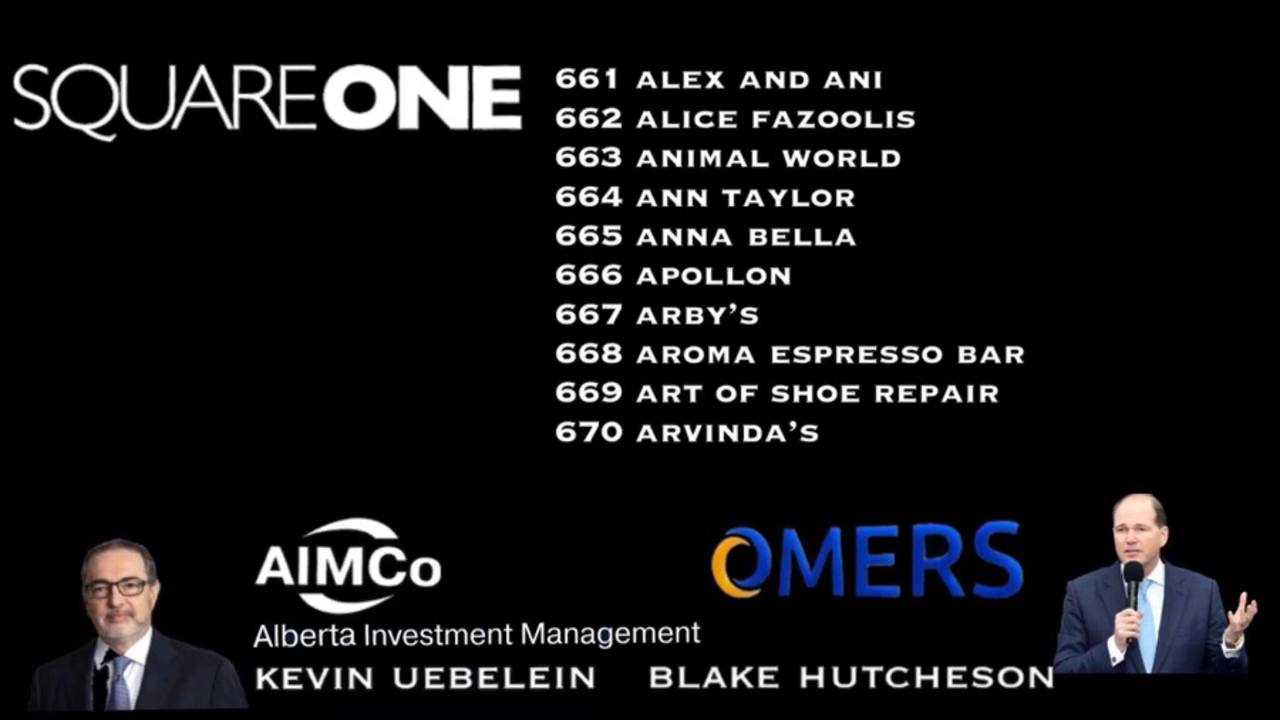 SQUAREONE
661 ALEX AND ANI
662 ALICE FAZOOLIS
663 ANIMAL WORLD
664 ANN TAYLOR
665 ANNA BELLA
666 APOLLON
667 ARBY'S
668 AROMA ESPRESSO BAR
669 ART OF SHOE REPAIR
670 ARVINDA'S
AIMCo
Alberta Investment Management
KEVIN UEBELEIN
OMERS
BLAKE HUTCHESON